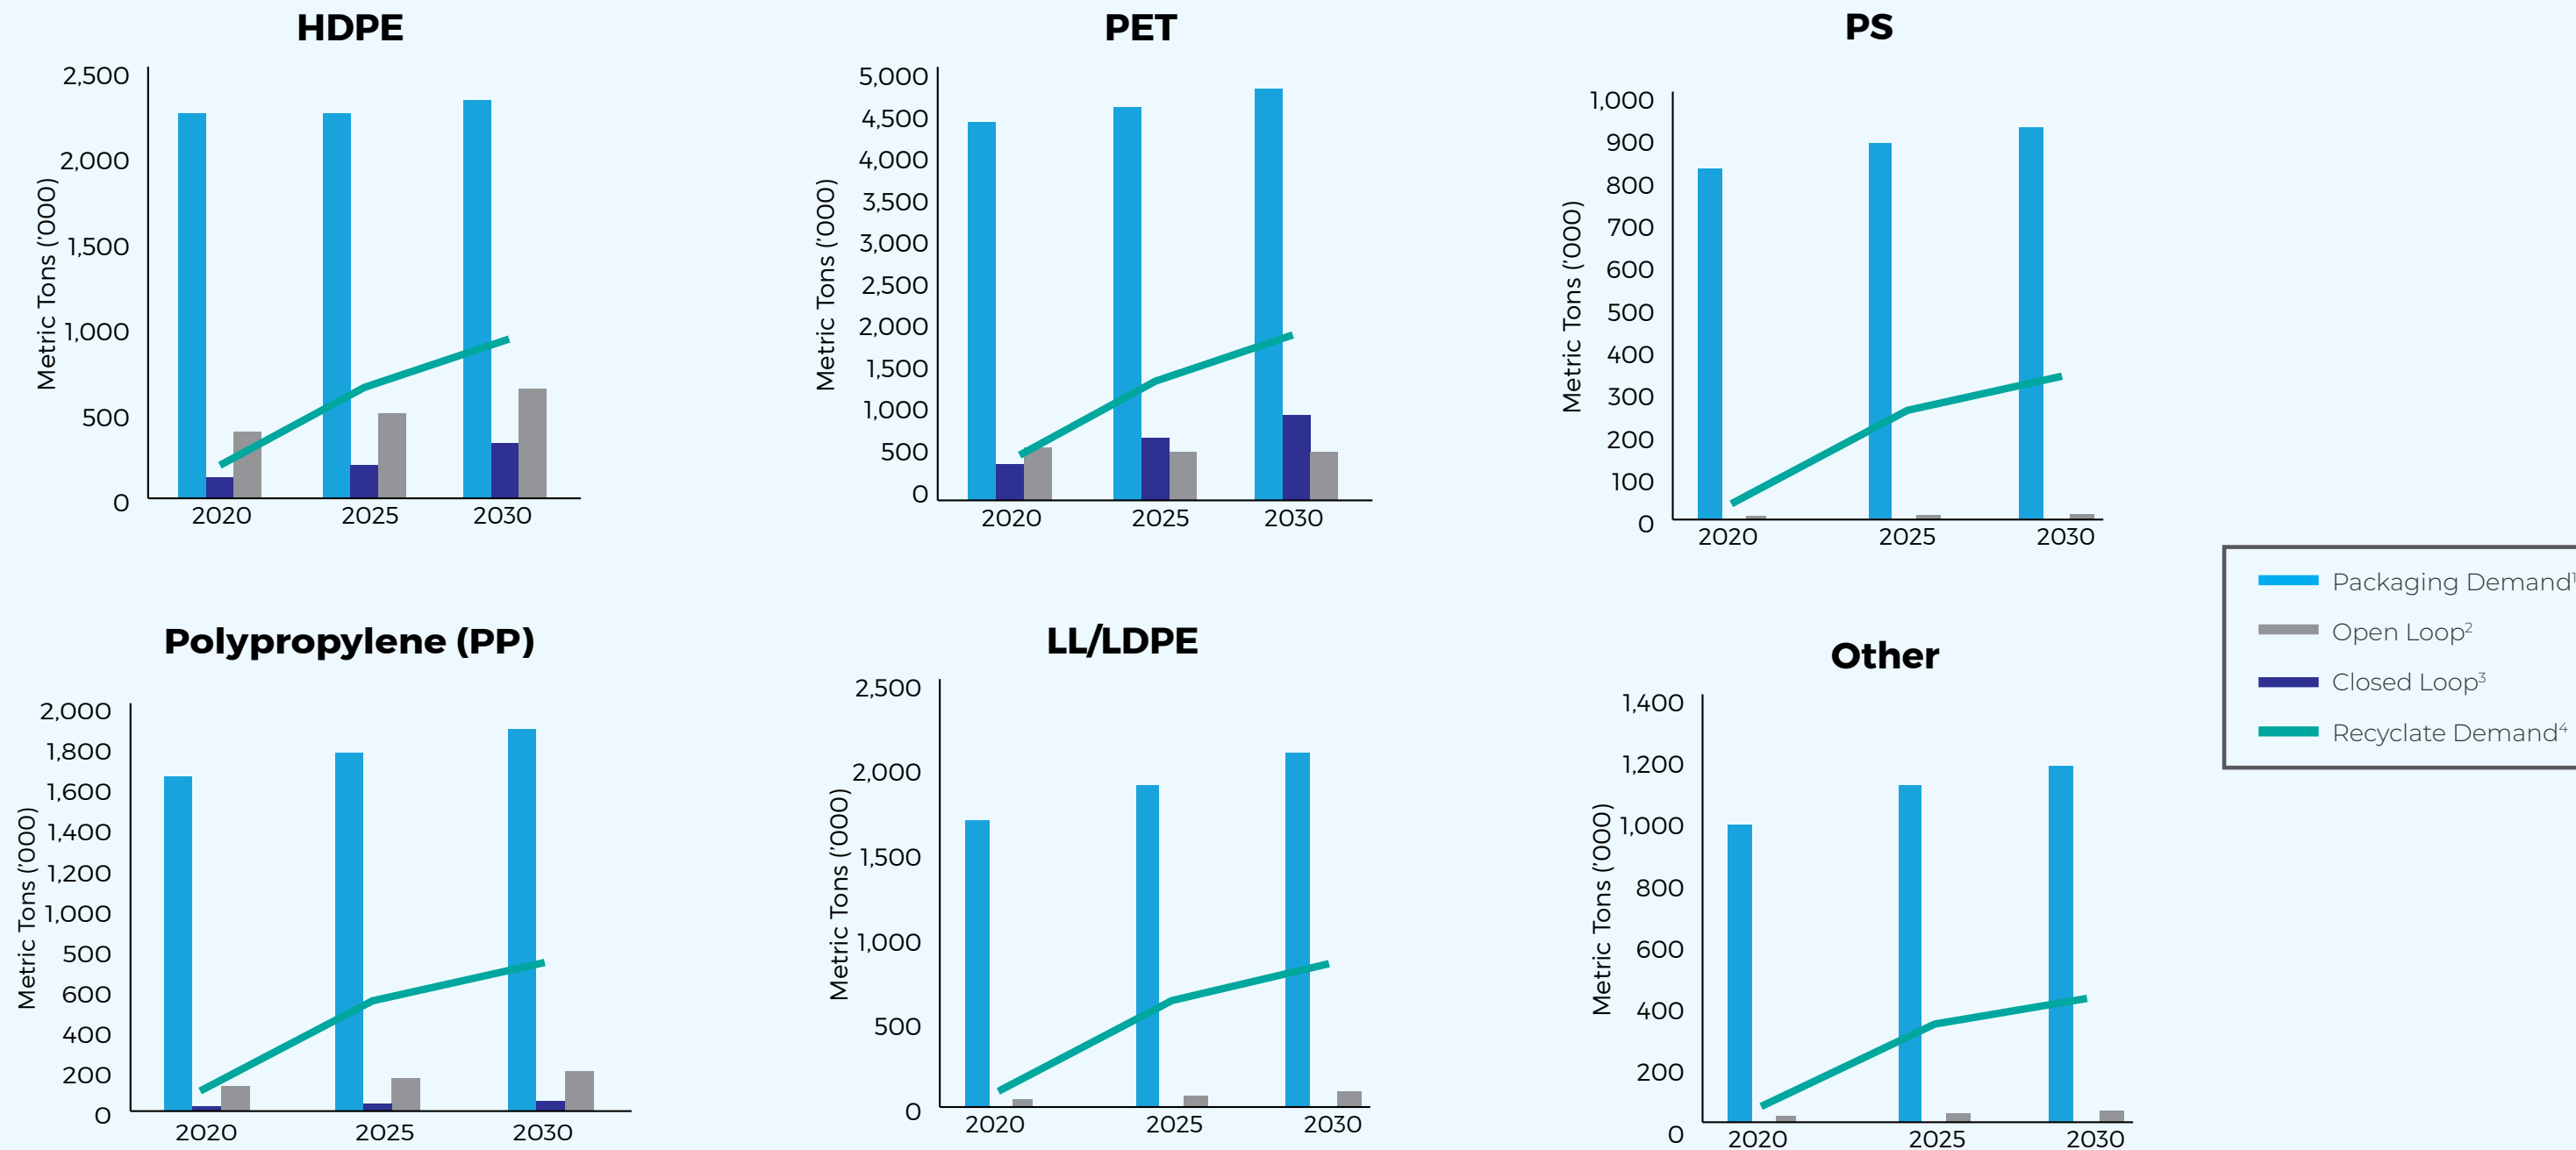 HDPE
2,500
2,000
1,500
1,000
500
0
Metric Tons ('000)
2020 2025 2030
PET
5,000
4,500
4,000
3,500
3,000
2,500
2,000
1,500
1,000
500
0
Metric Tons ('000)
2020 2025 2030
PS
1,000
900
800
700
600
500
400
300
200
100
0
Metric Tons ('000)
2020 2025 2030
Packaging Demand¹
Open Loop²
Closed Loop³
Recyclate Demand⁴
Polypropylene (PP)
2,000
1,800
1,600
1,400
1,200
1,000
500
600
400
200
0
Metric Tons ('000)
2020 2025 2030
LL/LDPE
2,500
2,000
1,500
1,000
500
0
Metric Tons ('000)
2020 2025 2030
Other
1,400
1,200
1,000
800
600
400
200
0
Metric Tons ('000)
2020 2025 2030